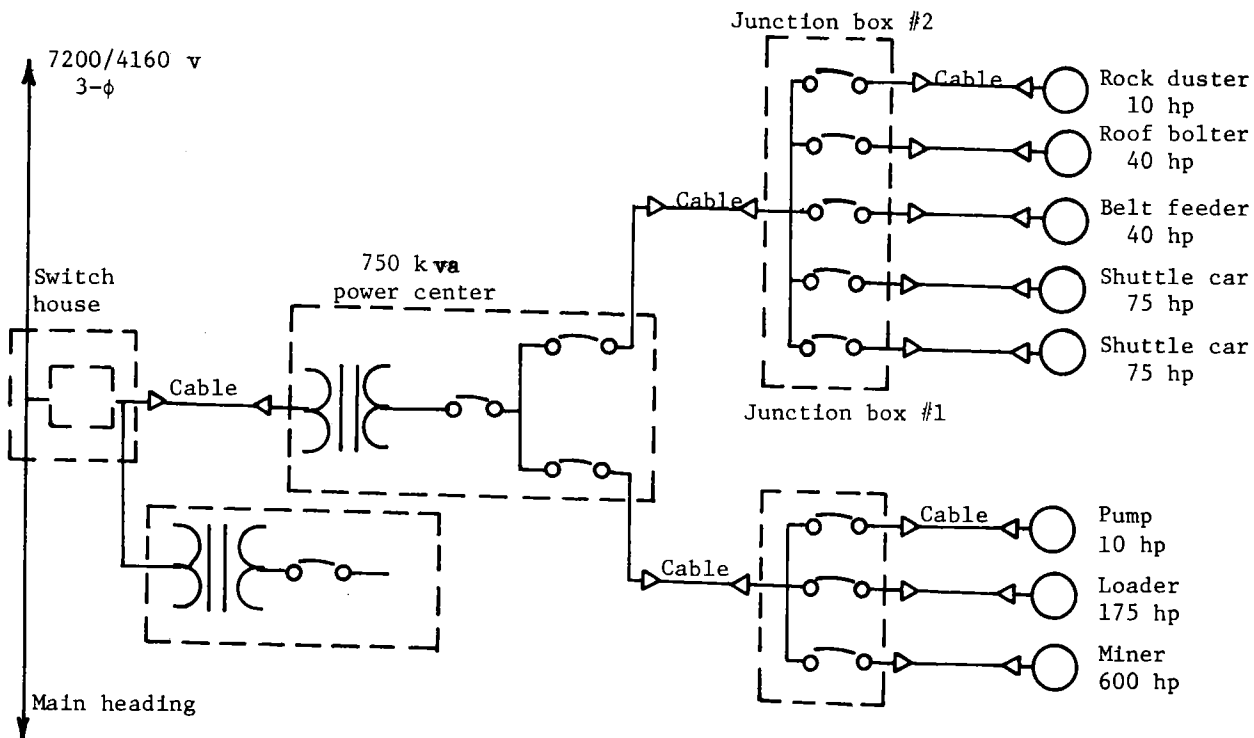 Junction box #2
7200/4160 v
3-ϕ
Cable
Rock duster
10 hp
Roof bolter
40 hp
Cable
Belt feeder
40 hp
Switch
house
750 kva
power center
Shuttle car
75 hp
Cable
Shuttle car
75 hp
Junction box #1
Cable
Pump
10 hp
Cable
Loader
175 hp
Miner
600 hp
Main heading